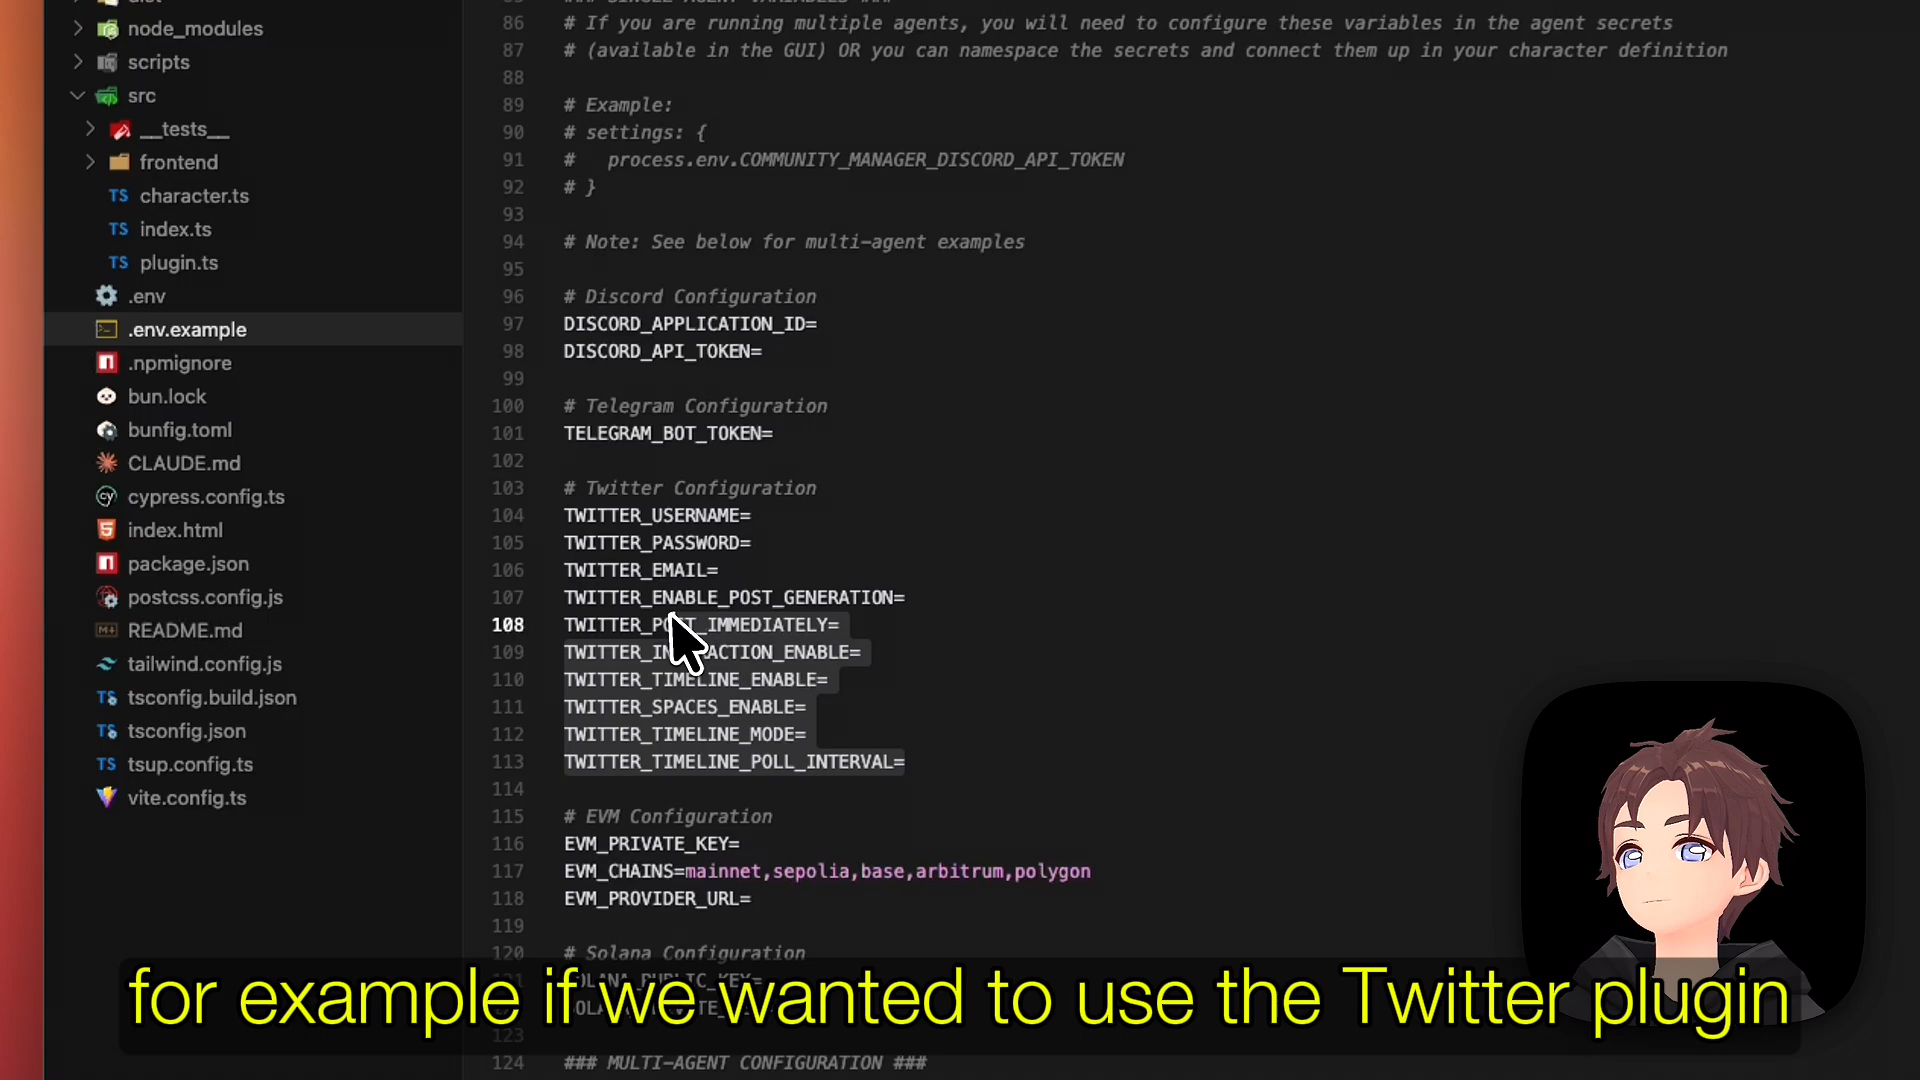 node_modules
scripts
src
__tests__
frontend
TS character.ts
TS index.ts
TS plugin.ts
.env
.env.example
.npmignore
bun.lock
bunfig.toml
CLAUDE.md
cypress.config.ts
index.html
package.json
postcss.config.js
README.md
tailwind.config.js
tsconfig.build.json
tsconfig.json
TS tsup.config.ts
vite.config.ts
86 # If you are running multiple agents, you will need to configure these variables in the agent secrets
87 # (available in the GUI) OR you can namespace the secrets and connect them up in your character definition
88
89 # Example:
90 # settings: {
91 #   process.env.COMMUNITY_MANAGER_DISCORD_API_TOKEN
92 # }
93
94 # Note: See below for multi-agent examples
95
96 # Discord Configuration
97 DISCORD_APPLICATION_ID=
98 DISCORD_API_TOKEN=
99
100 # Telegram Configuration
101 TELEGRAM_BOT_TOKEN=
102
103 # Twitter Configuration
104 TWITTER_USERNAME=
105 TWITTER_PASSWORD=
106 TWITTER_EMAIL=
107 TWITTER_ENABLE_POST_GENERATION=
108 TWITTER_POST_IMMEDIATELY=
109 ACTION_ENABLE=
110 TWITTER_TIMELINE_ENABLE=
111 TWITTER_SPACES_ENABLE=
112 TWITTER_TIMELINE_MODE=
113 TWITTER_TIMELINE_POLL_INTERVAL=
114
115 # EVM Configuration
116 EVM_PRIVATE_KEY=
117 EVM_CHAINS=mainnet,sepolia,base,arbitrum,polygon
118 EVM_PROVIDER_URL=
119
120 # Solana Configuration
for example if we wanted to use the Twitter plugin
123
124 ### MULTI-AGENT CONFIGURATION ###